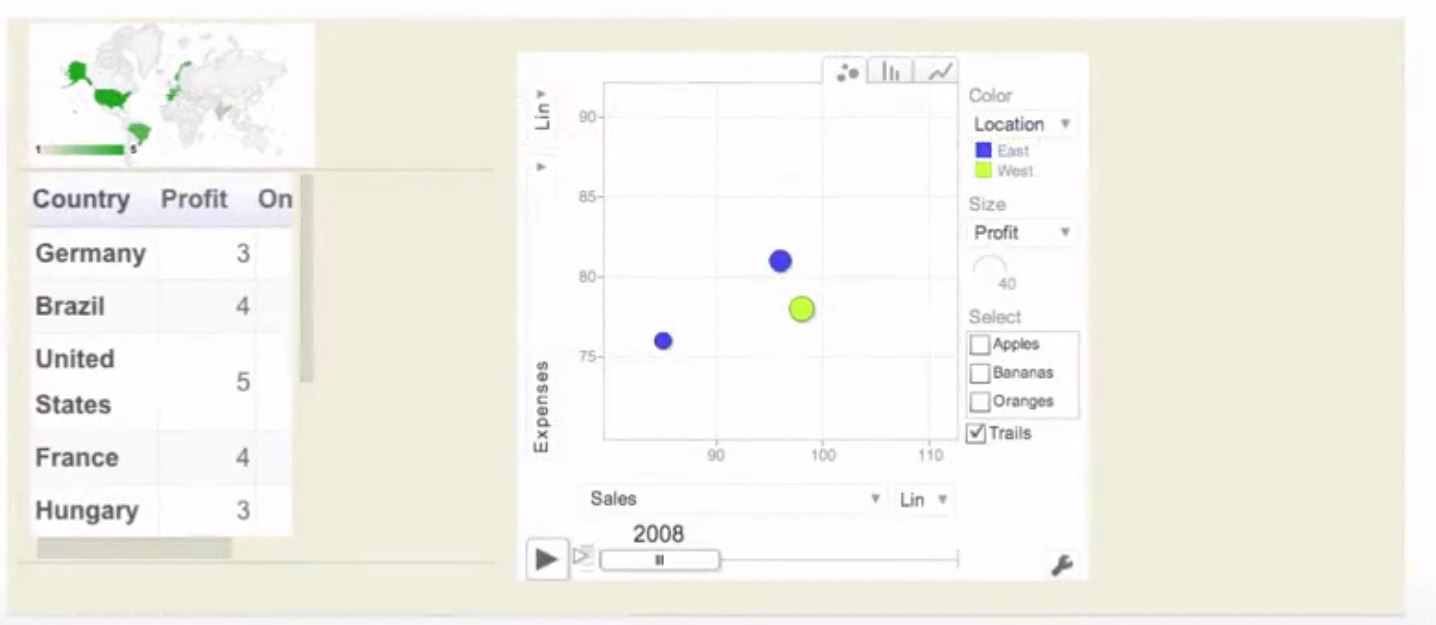 1 5
Country Profit On
Germany 3
Brazil 4
United
States 5
France 4
Hungary 3
Lin
Expenses
90
85
80
75
90 100 110
Sales Lin
2008
Color
Location
East
West
Size
Profit
40
Select
Apples
Bananas
Oranges
Trails